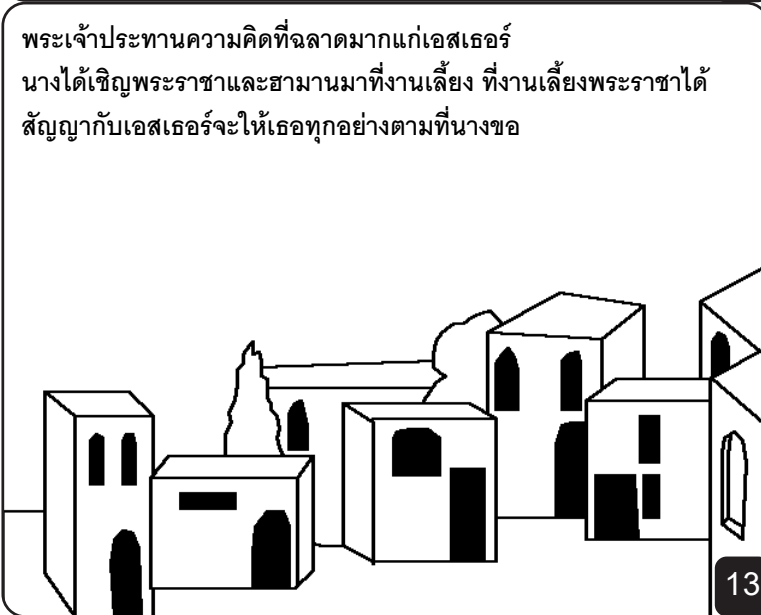 พระเจ้าประทานความคิดที่ฉลาดมากแก่เอสเธอร์
นางได้เชิญพระราชาและฮามานมาที่งานเลี้ยง ที่งานเลี้ยงพระราชาได้
สัญญากับเอสเธอร์จะให้เธอทุกอย่างตามที่นางขอ
13